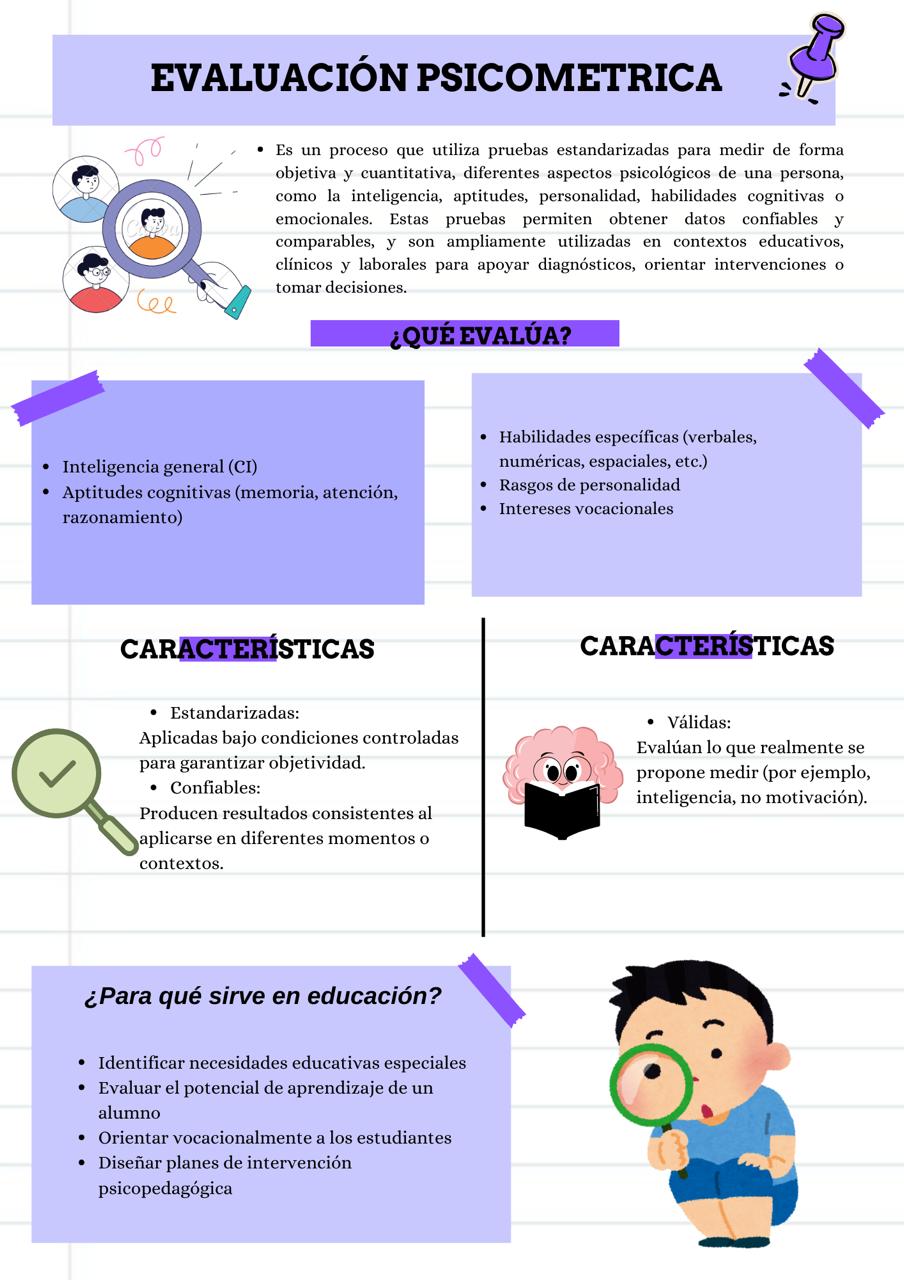 EVALUACIÓN PSICOMETRICA
• Es un proceso que utiliza pruebas estandarizadas para medir de forma
objetiva y cuantitativa, diferentes aspectos psicológicos de una persona,
como la inteligencia, aptitudes, personalidad, habilidades cognitivas o
emocionales. Estas pruebas permiten obtener datos confiables y
comparables, y son ampliamente utilizadas en contextos educativos,
clínicos y laborales para apoyar diagnósticos, orientar intervenciones o
tomar decisiones.
¿QUÉ EVALÚA?
• Inteligencia general (CI)
• Aptitudes cognitivas (memoria, atención,
razonamiento)
• Habilidades específicas (verbales,
numéricas, espaciales, etc.)
• Rasgos de personalidad
• Intereses vocacionales
CARACTERÍSTICAS
• Estandarizadas:
Aplicadas bajo condiciones controladas
para garantizar objetividad.
• Confiables:
Producen resultados consistentes al
aplicarse en diferentes momentos o
contextos.
CARACTERÍSTICAS
• Válidas:
Evalúan lo que realmente se
propone medir (por ejemplo,
inteligencia, no motivación).
¿Para qué sirve en educación?
• Identificar necesidades educativas especiales
• Evaluar el potencial de aprendizaje de un
alumno
• Orientar vocacionalmente a los estudiantes
• Diseñar planes de intervención
psicopedagógica